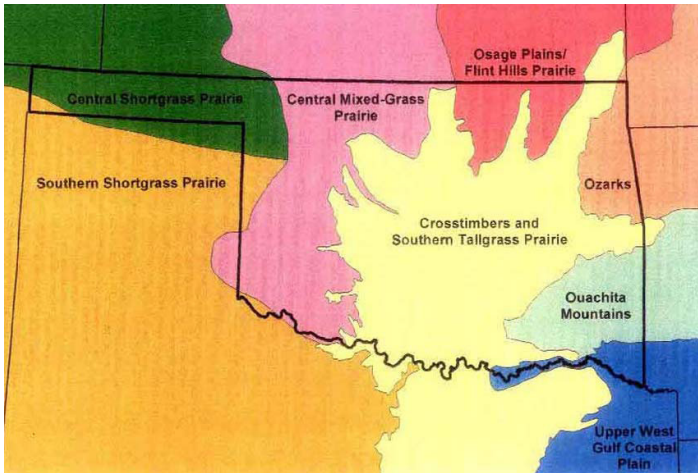 Osage Plains/
Flint Hills Prairie
Central Shortgrass Prairie
Central Mixed-Grass
Prairie
Southern Shortgrass Prairie
Ozarks
Crosstimbers and
Southern Tallgrass Prairie
Ouachita
Mountains
Upper West
Gulf Coastal
Plain